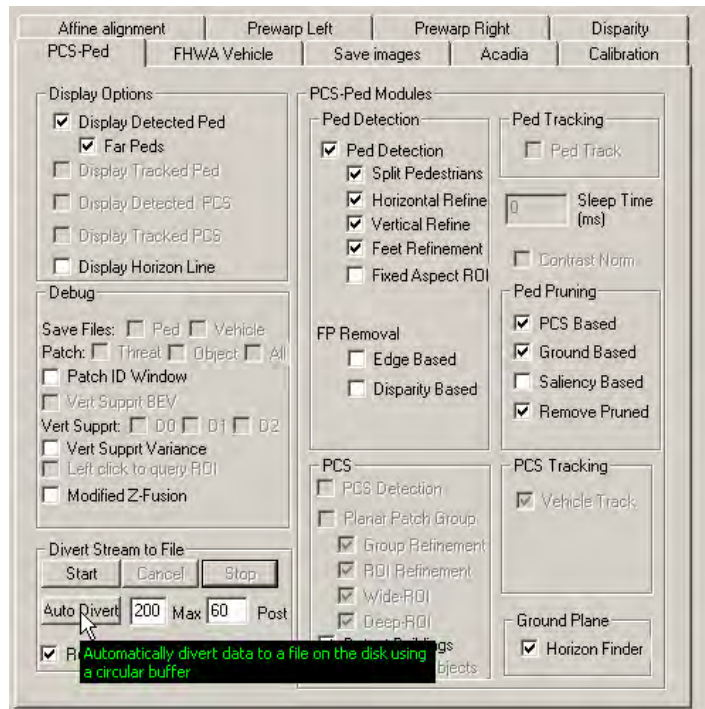 Affine alignment Prewarp Left Prewarp Right Disparity
PCS-Ped FHWA Vehicle Save images Acadia Calibration
Display Options
Display Detected Ped
Far Peds
Display Tracked Ped
Display Detected PCS
Display Tracked PCS
Display Horizon Line
Debug
Save Files: Ped Vehicle
Patch: Threat Object All
Patch ID Window
Vert Supprt BEV
Vert Supprt: D0 D1 D2
Vert Supprt Variance
Left click to query ROI
Modified Z-Fusion
Divert Stream to File
Start Cancel Stop
Auto Divert 200 Max 60 Post
Automatically divert data to a file on the disk using
a circular buffer
PCS-Ped Modules
Ped Detection
Ped Detection
Split Pedestrians
Horizontal Refine
Vertical Refine
Feet Refinement
Fixed Aspect ROI
FP Removal
Edge Based
Disparity Based
PCS
PCS Detection
Planar Patch Group
Group Refinement
ROI Refinement
Wide-ROI
Deep-ROI
Ped Tracking
Ped Track
0 Sleep Time
(ms)
Contrast Norm
Ped Pruning
PCS Based
Ground Based
Saliency Based
Remove Pruned
PCS Tracking
Vehicle Track
Ground Plane
Horizon Finder